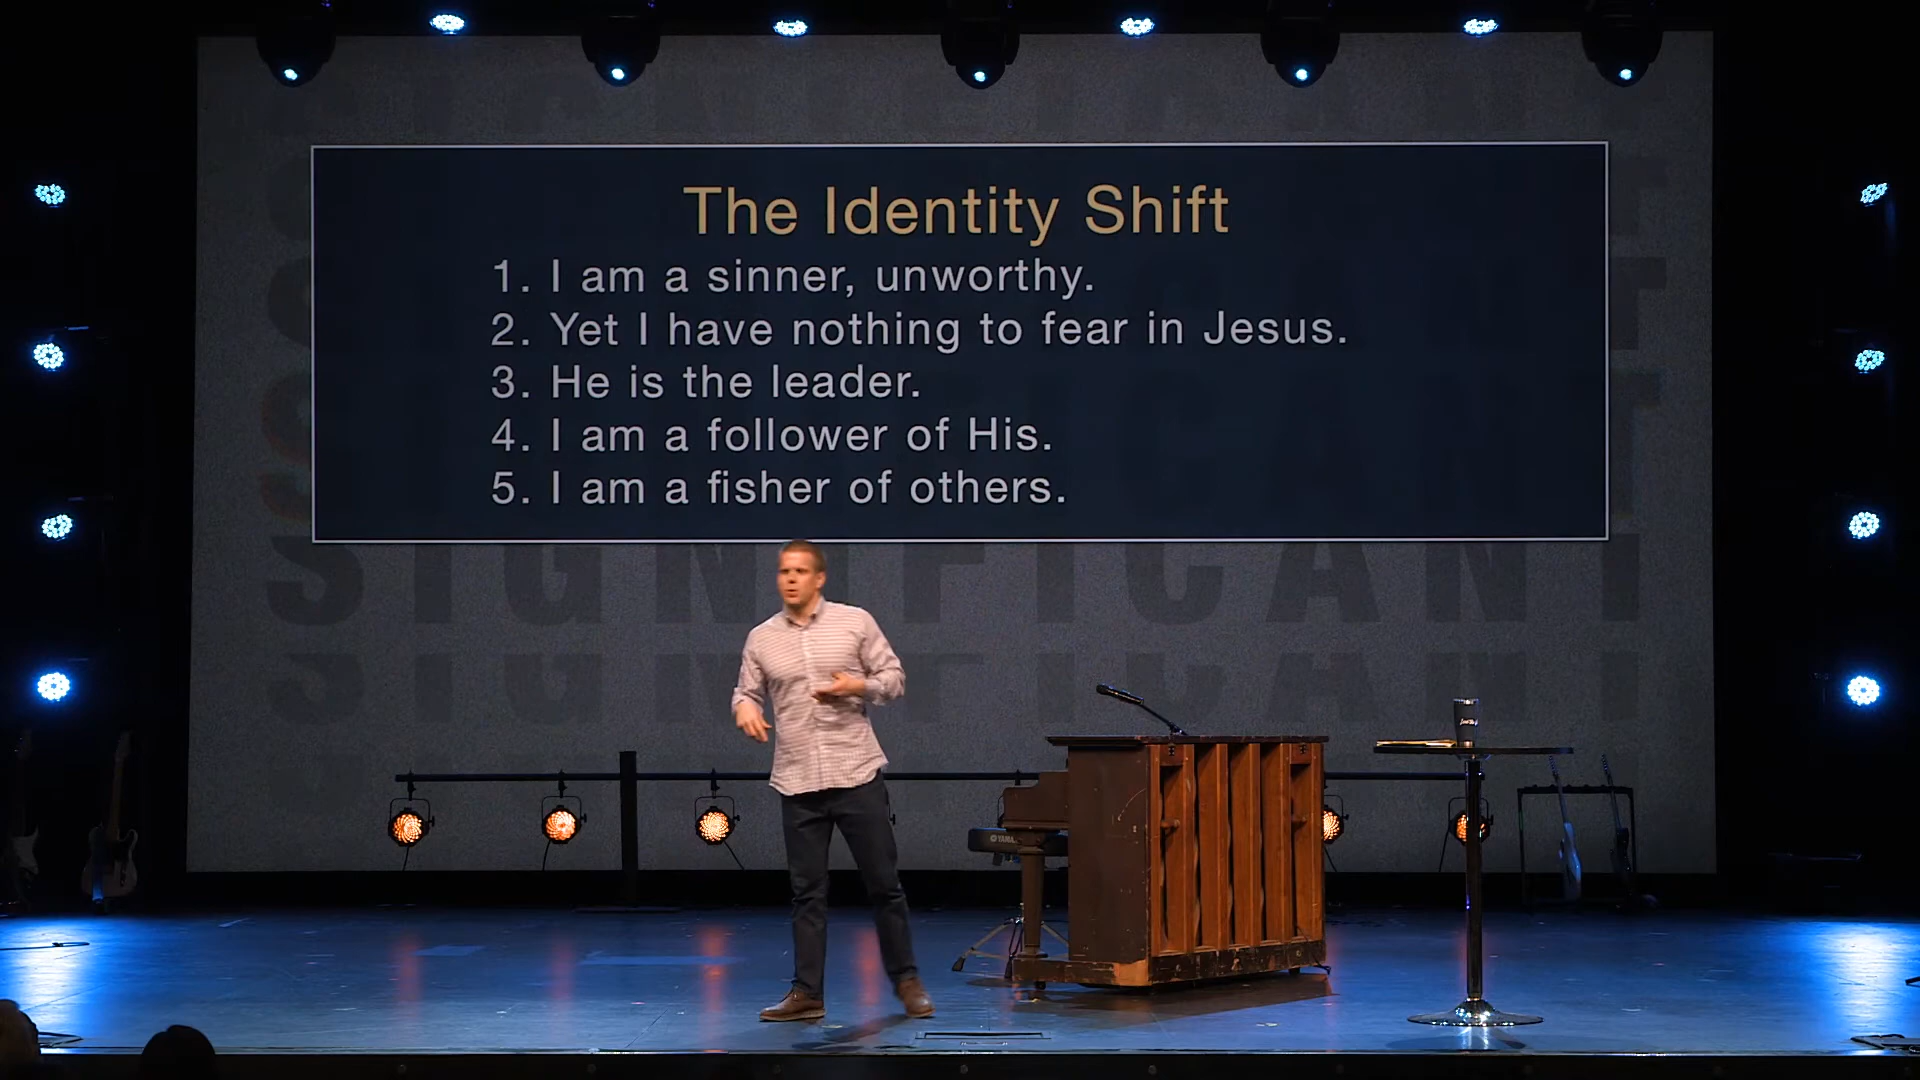 The Identity Shift
1. I am a sinner, unworthy.
2. Yet I have nothing to fear in Jesus.
3. He is the leader.
4. I am a follower of His.
5. I am a fisher of others.
SIGNIFICANT
SIGNIFICANT